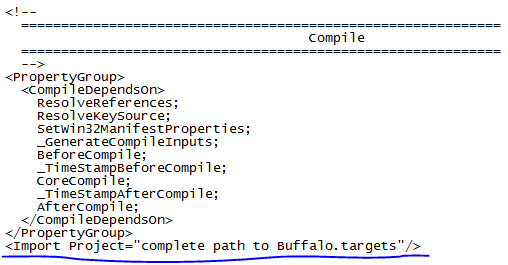 <!--
============================================================
Compile
============================================================
-->
<PropertyGroup>
<CompileDependsOn>
ResolveReferences;
ResolveKeySource;
SetWin32ManifestProperties;
_GenerateCompileInputs;
BeforeCompile;
_TimeStampBeforeCompile;
CoreCompile;
_TimeStampAfterCompile;
AfterCompile;
</CompileDependsOn>
</PropertyGroup>
<Import Project="complete path to Buffalo.targets"/>